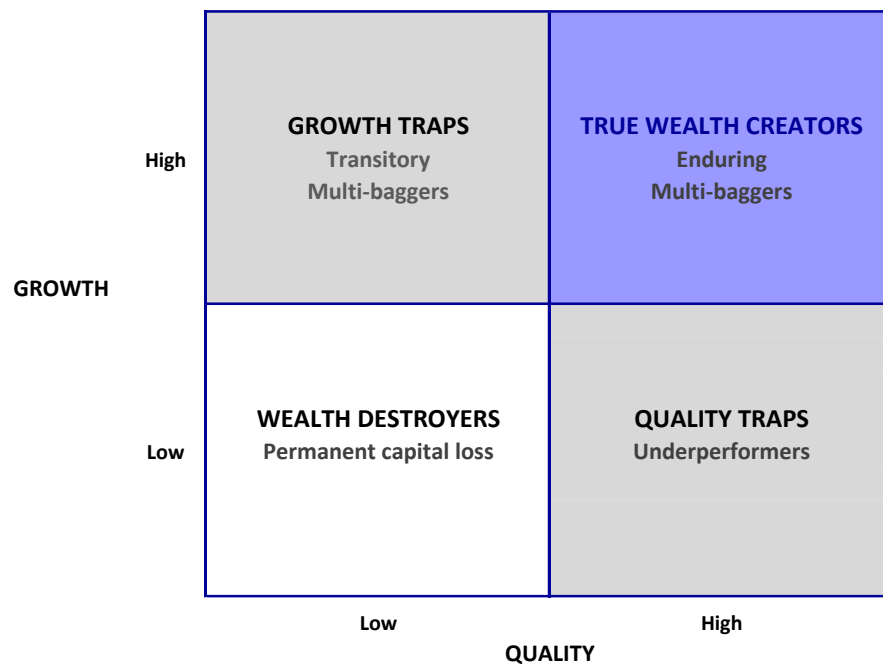 GROWTH TRAPS
Transitory
Multi-baggers
TRUE WEALTH CREATORS
Enduring
Multi-baggers
High
GROWTH
WEALTH DESTROYERS
Permanent capital loss
QUALITY TRAPS
Underperformers
Low
Low
High
QUALITY